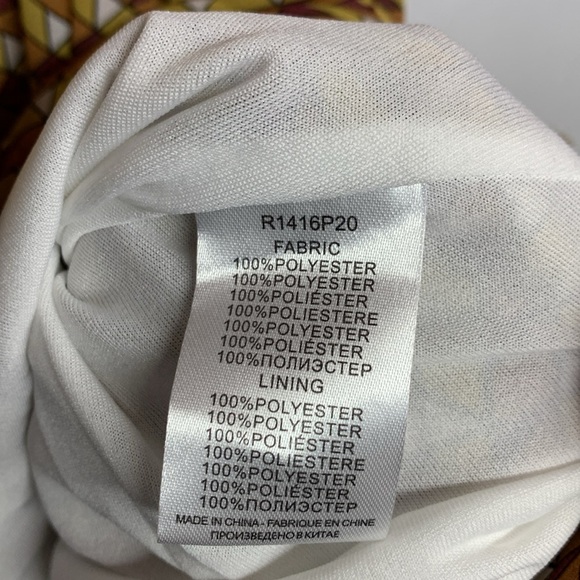 R1416P20
FABRIC
100%POLYESTER
100%POLYESTER
100%POLIÉSTER
100%POLIESTERE
100%POLYESTER
100%POLIÉSTER
100%ПОЛИЭСТЕР
LINING
100%POLYESTER
100%POLYESTER
100%POLIÉSTER
100%POLIESTERE
100%POLYESTER
100%POLIÉSTER
100%ПОЛИЭСТЕР
MADE IN CHINA - FABRIQUE EN CHINE
ПРОИЗВЕДЕНО В КИТАЕ